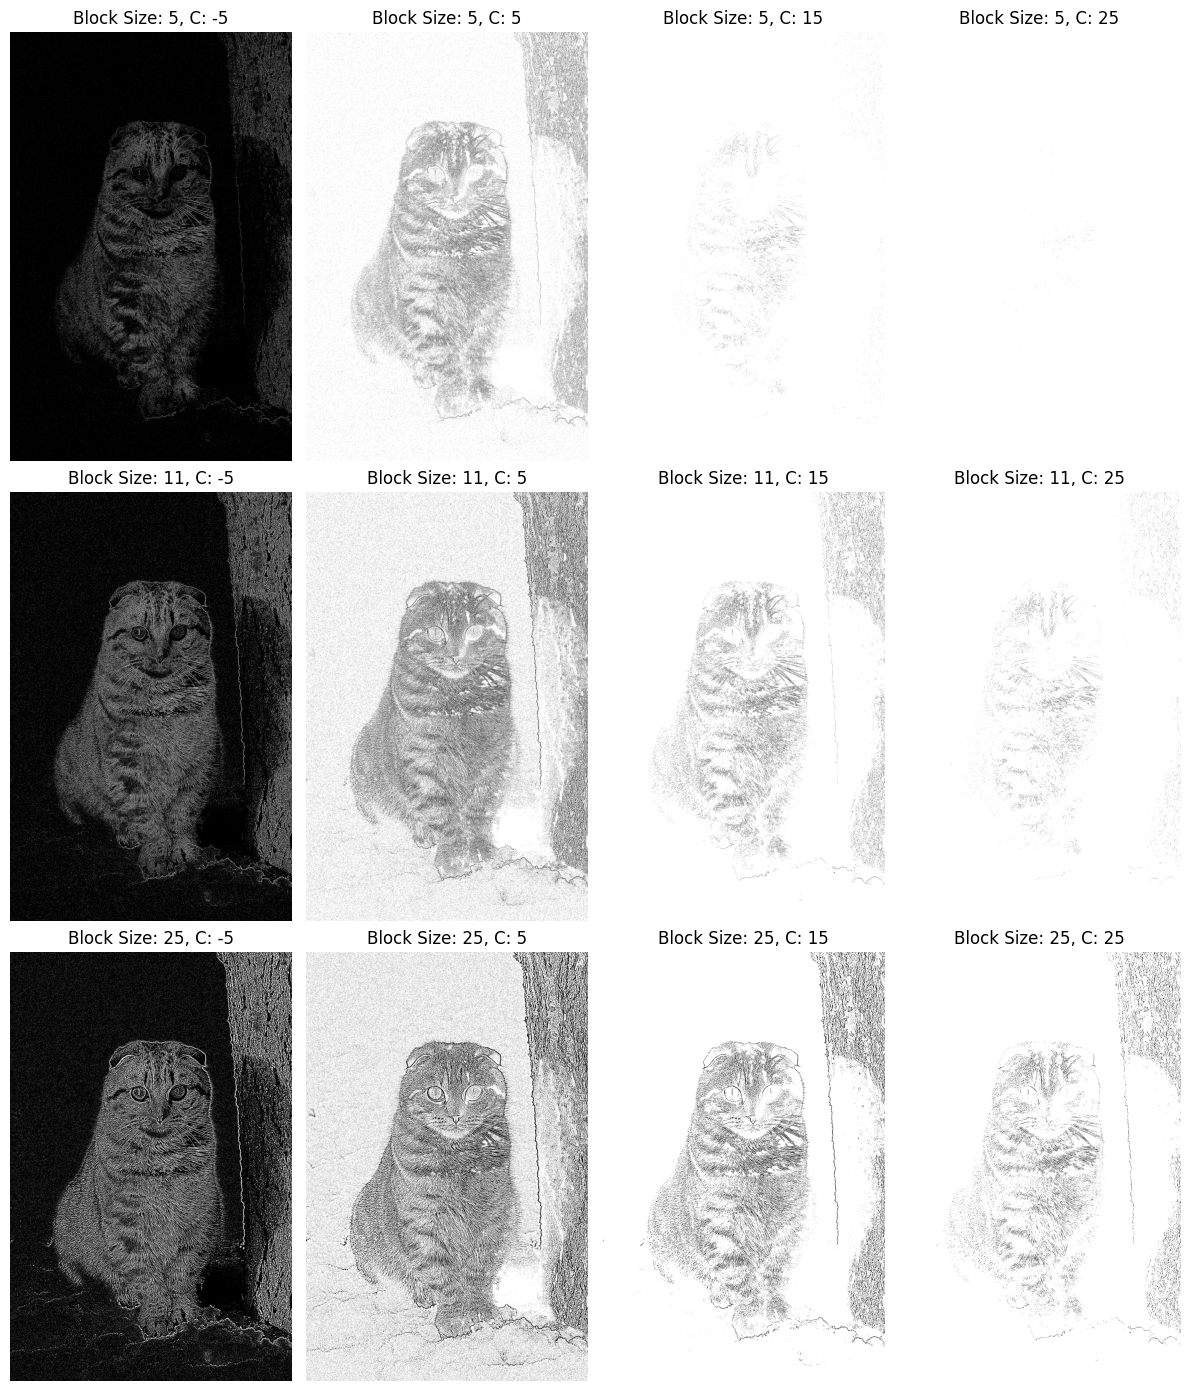 Block Size: 5, C: -5
Block Size: 5, C: 5
Block Size: 5, C: 15
Block Size: 5, C: 25
Block Size: 11, C: -5
Block Size: 11, C: 5
Block Size: 11, C: 15
Block Size: 11, C: 25
Block Size: 25, C: -5
Block Size: 25, C: 5
Block Size: 25, C: 15
Block Size: 25, C: 25